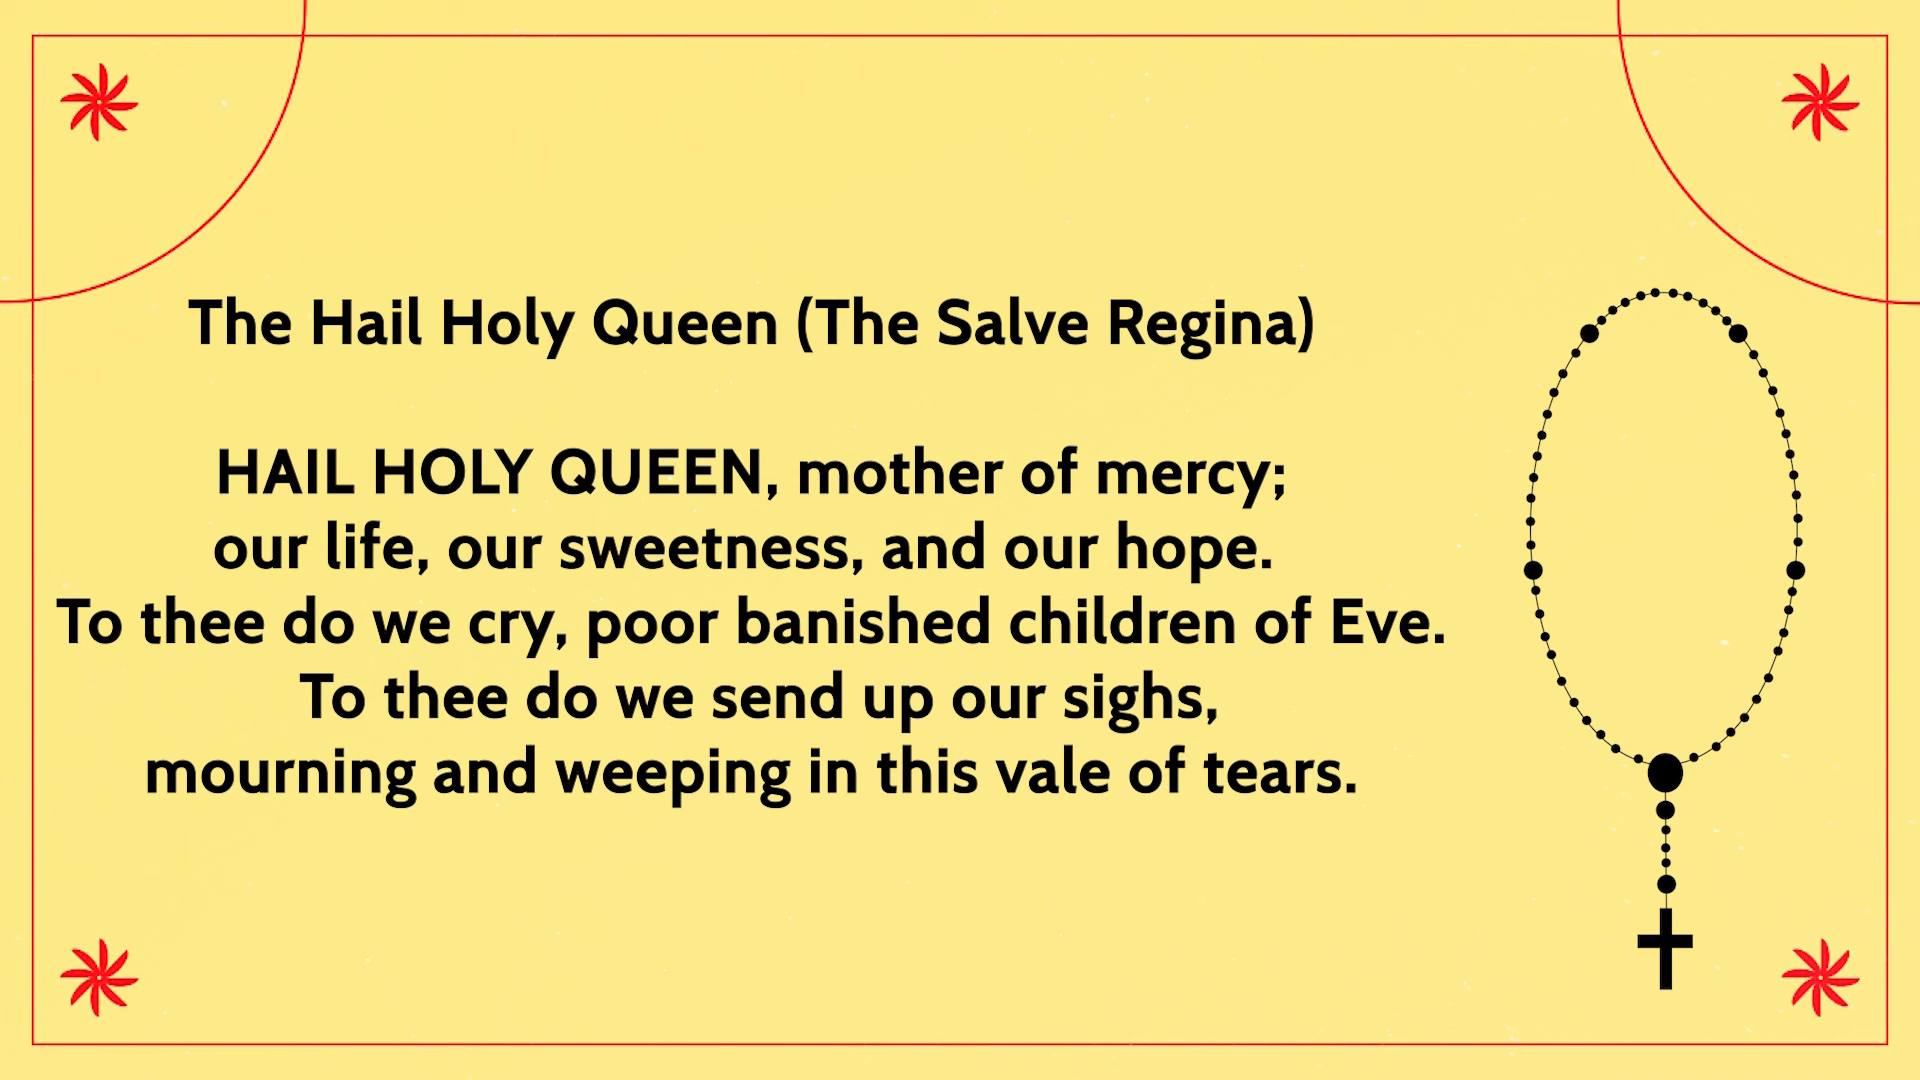 The Hail Holy Queen (The Salve Regina)
HAIL HOLY QUEEN, mother of mercy;
our life, our sweetness, and our hope.
To thee do we cry, poor banished children of Eve.
To thee do we send up our sighs,
mourning and weeping in this vale of tears.